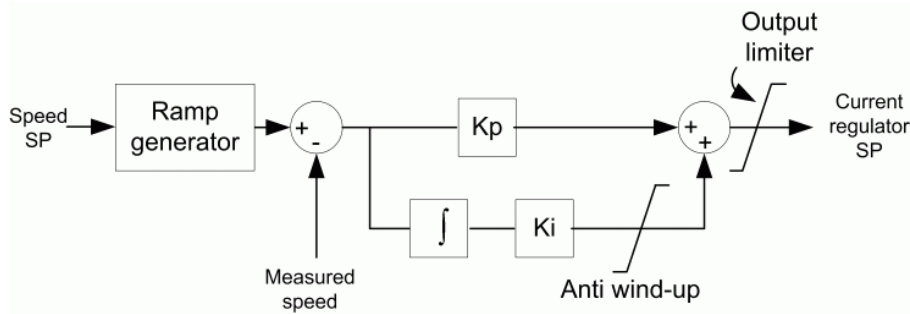 Output
limiter
Speed
SP
Ramp
generator
+
-
Kp
+
+
Current
regulator
SP
∫
Ki
Measured
speed
Anti wind-up